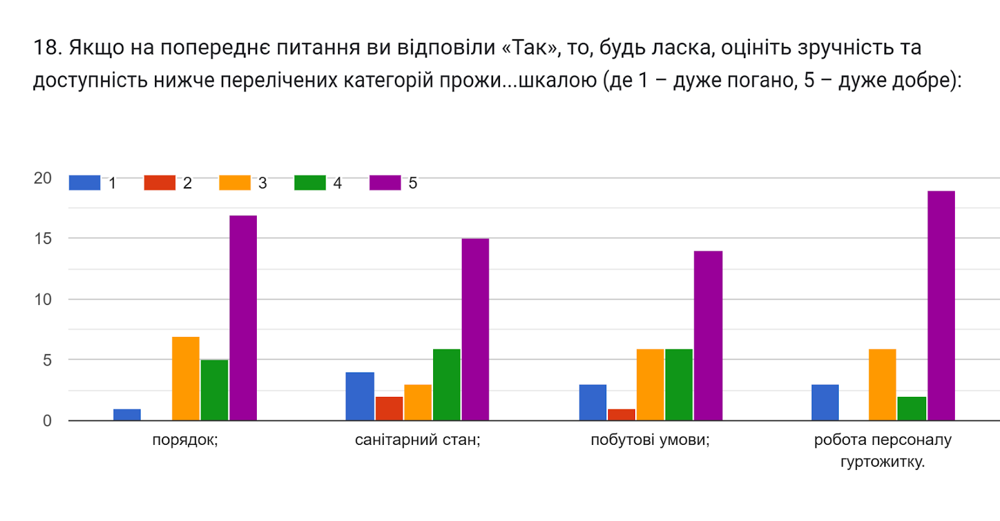 18. Якщо на попереднє питання ви відповіли «Так», то, будь ласка, оцініть зручність та
доступність нижче перелічених категорій прожи...шкалою (де 1 – дуже погано, 5 – дуже добре):
20
1 2 3 4 5
15
10
5
0
порядок; санітарний стан; побутові умови; робота персоналу
гуртожитку.